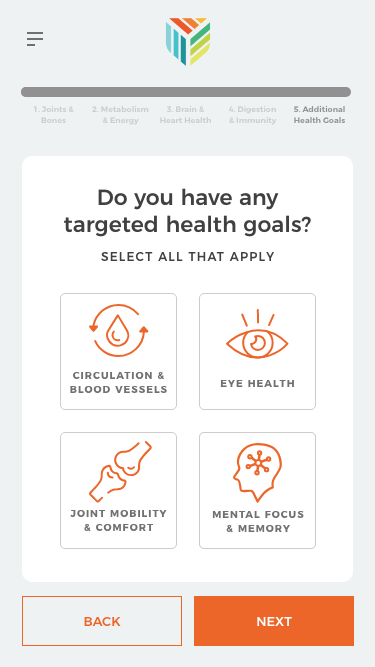 1. Joints & 2. Metabolism 3. Brain & 4. Digestion 5. Additional
Bones & Energy Heart Health & Immunity Health Goals
Do you have any
targeted health goals?
SELECT ALL THAT APPLY
CIRCULATION &
BLOOD VESSELS
EYE HEALTH
JOINT MOBILITY
& COMFORT
MENTAL FOCUS
& MEMORY
BACK
NEXT